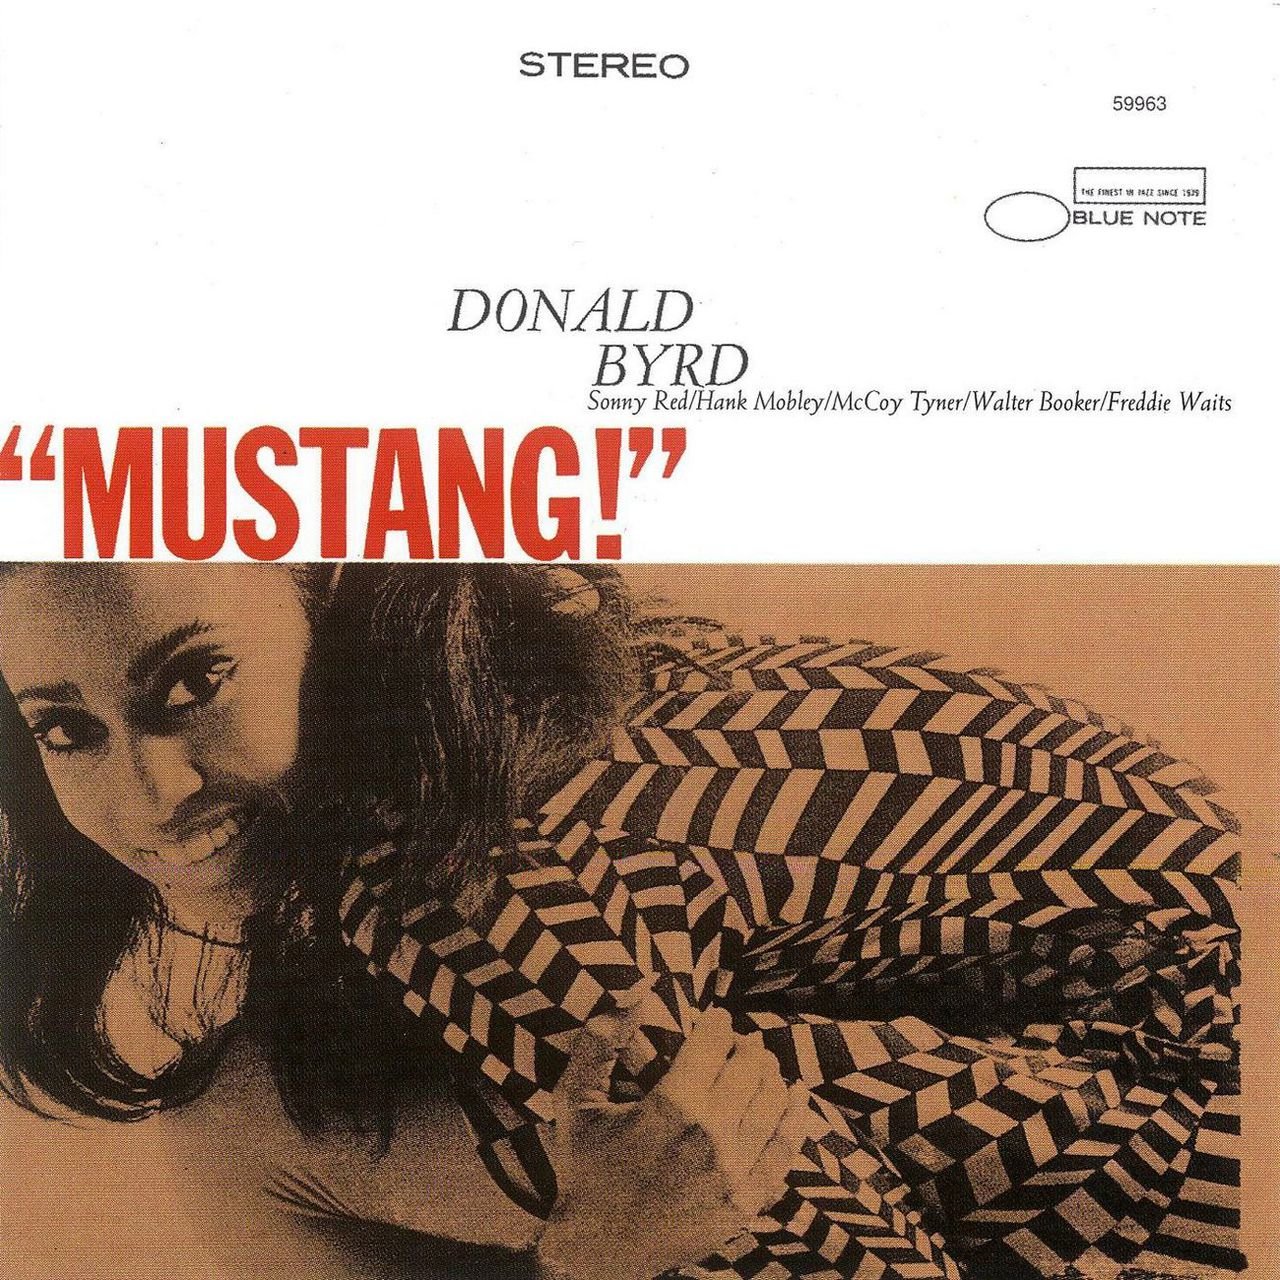 STEREO
59963
THE FINEST IN JAZZ SINCE 1939
BLUE NOTE
DONALD
BYRD
Sonny Red/Hank Mobley/McCoy Tyner/Walter Booker/Freddie Waits
“MUSTANG!”